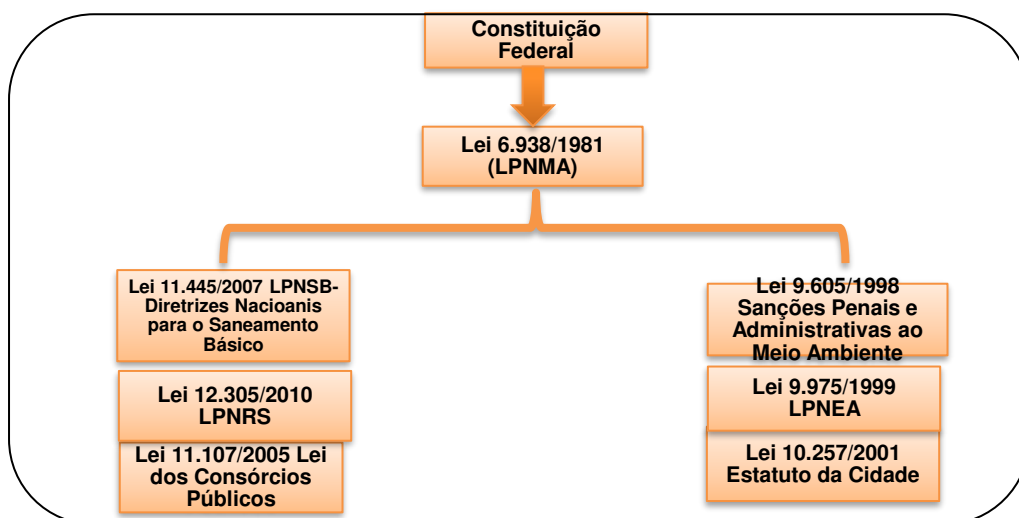 Constituição
Federal
Lei 6.938/1981
(LPNMA)
Lei 11.445/2007 LPNSB-
Diretrizes Nacioanis
para o Saneamento
Básico
Lei 12.305/2010
LPNRS
Lei 11.107/2005 Lei
dos Consórcios
Públicos
Lei 9.605/1998
Sanções Penais e
Administrativas ao
Meio Ambiente
Lei 9.975/1999
LPNEA
Lei 10.257/2001
Estatuto da Cidade